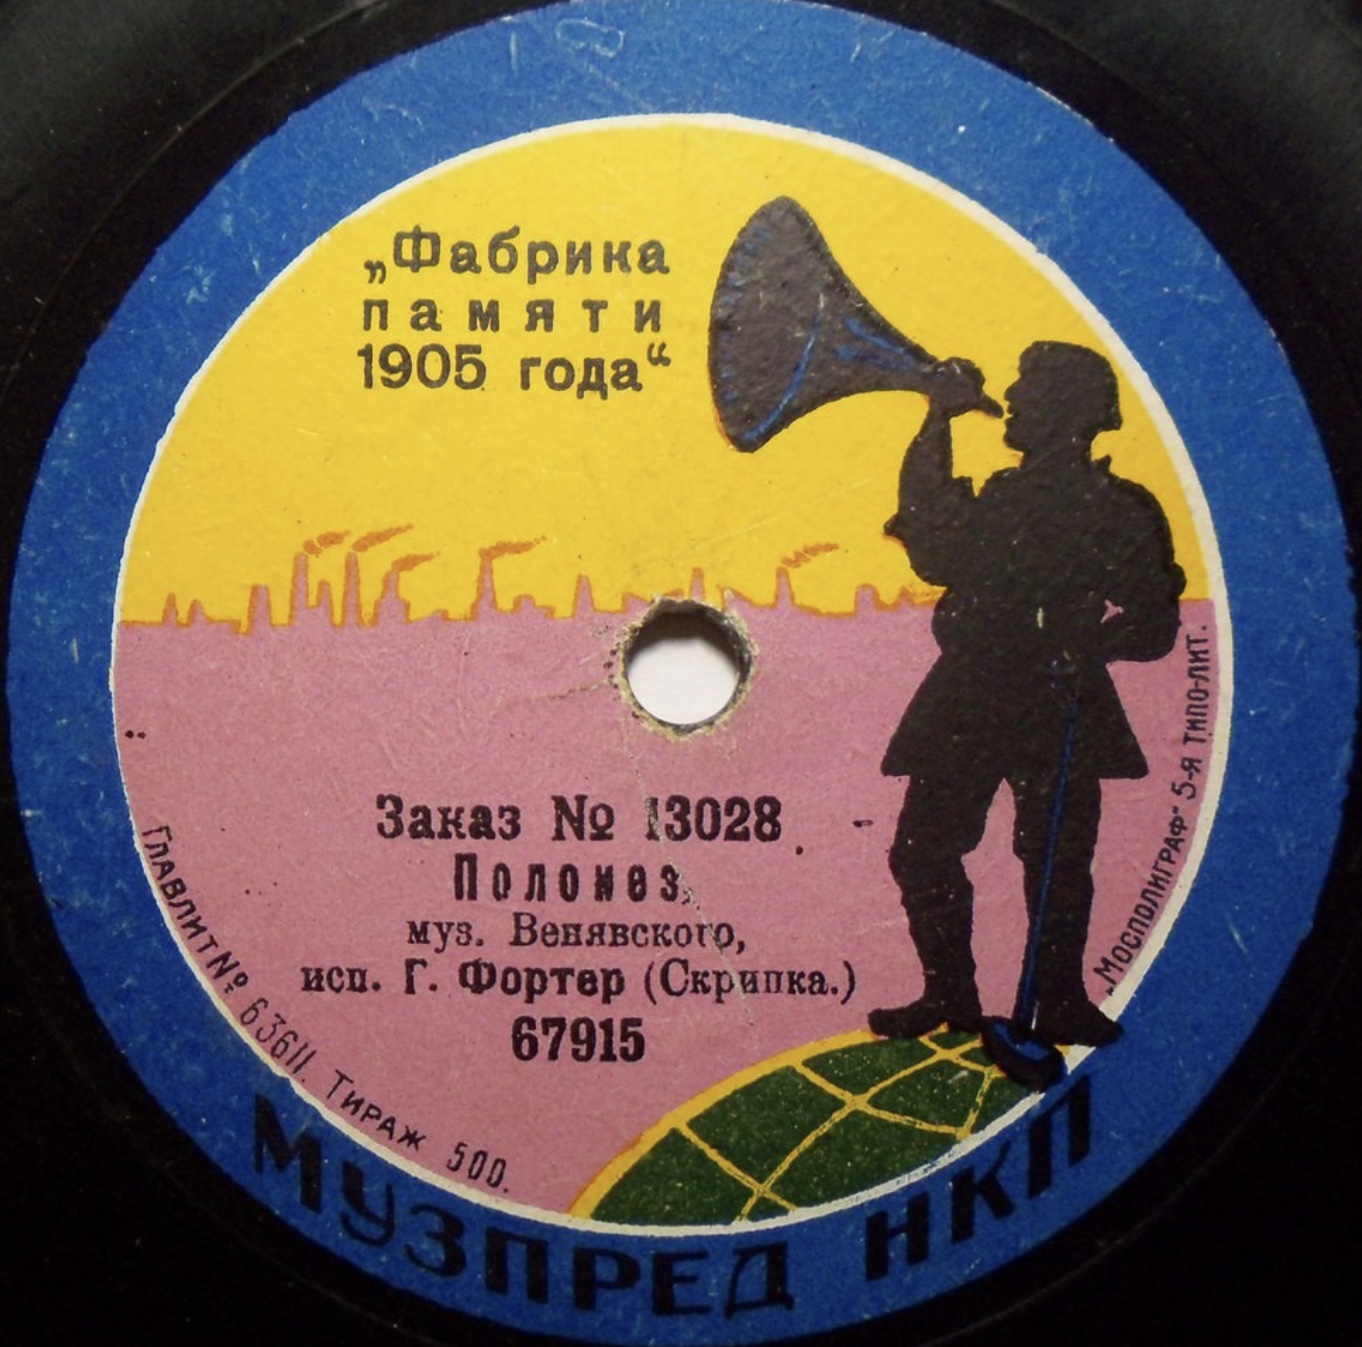 „Фабрика
памяти
1905 года“
Заказ № 13028
Полонез,
муз. Венявского,
исп. Г. Фортер (Скрипка.)
67915
Главлит № 63611. Тираж 500.
„Мосполиграф“ 5-я типо-лит.
МУЗПРЕД НКП